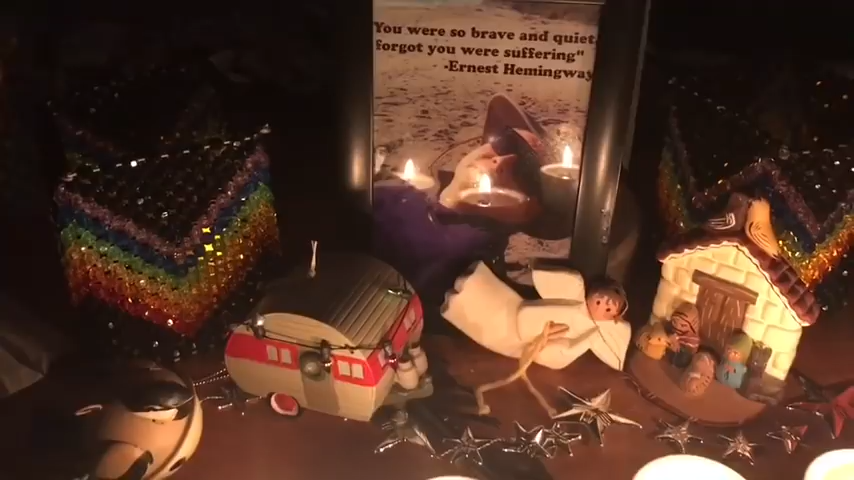 You were so brave and quiet,
forgot you were suffering"
Ernest Hemingway